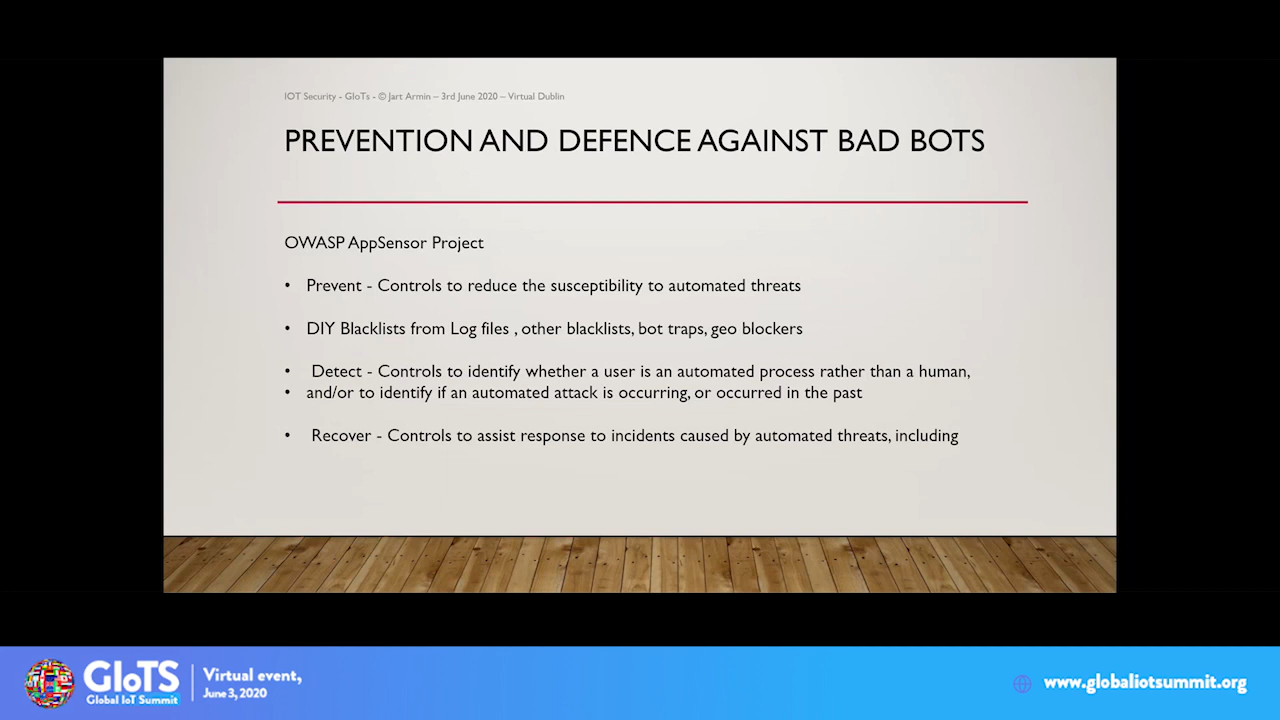 IOT Security - GIoTs - © Jart Armin – 3rd June 2020 – Virtual Dublin
PREVENTION AND DEFENCE AGAINST BAD BOTS
OWASP AppSensor Project
• Prevent - Controls to reduce the susceptibility to automated threats
• DIY Blacklists from Log files , other blacklists, bot traps, geo blockers
• Detect - Controls to identify whether a user is an automated process rather than a human,
• and/or to identify if an automated attack is occurring, or occurred in the past
• Recover - Controls to assist response to incidents caused by automated threats, including
GIoTS
Global IoT Summit
Virtual event,
June 3, 2020
www.globaliotsummit.org